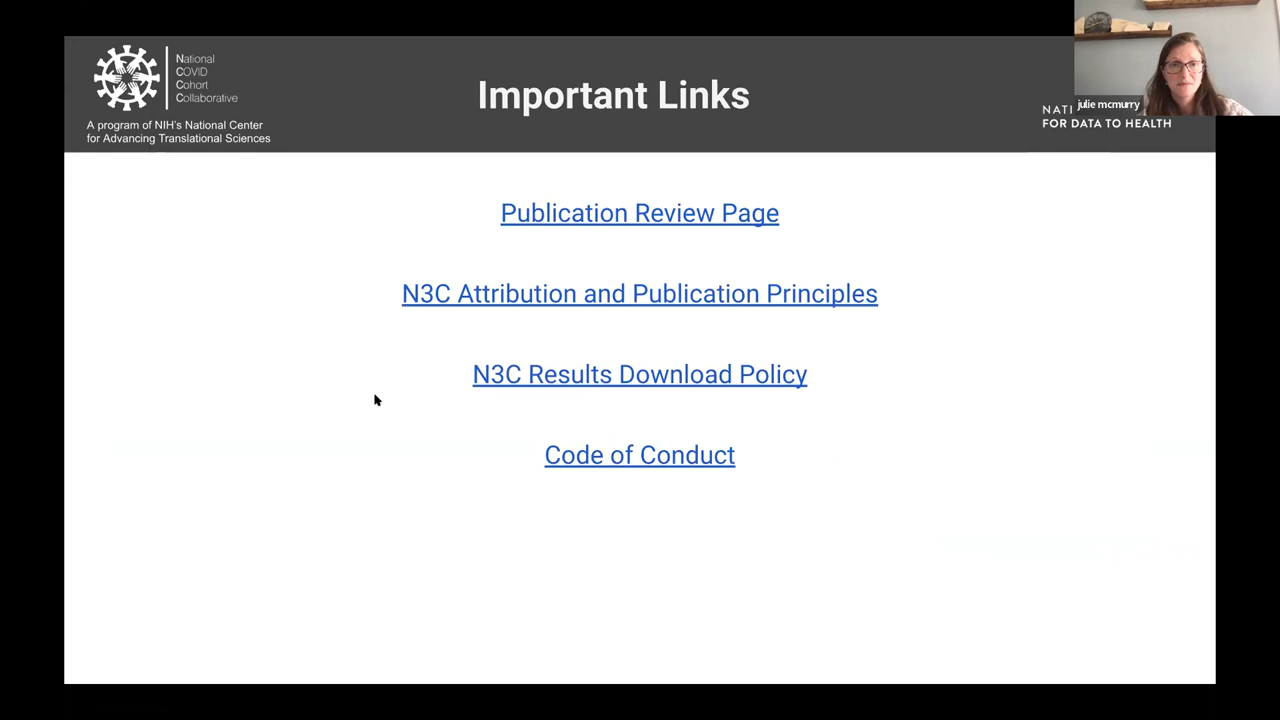 National
COVID
Cohort
Collaborative
A program of NIH's National Center
for Advancing Translational Sciences
Important Links
NATI
FOR DATA TO HEALTH
julie mcmurry
Publication Review Page
N3C Attribution and Publication Principles
N3C Results Download Policy
Code of Conduct